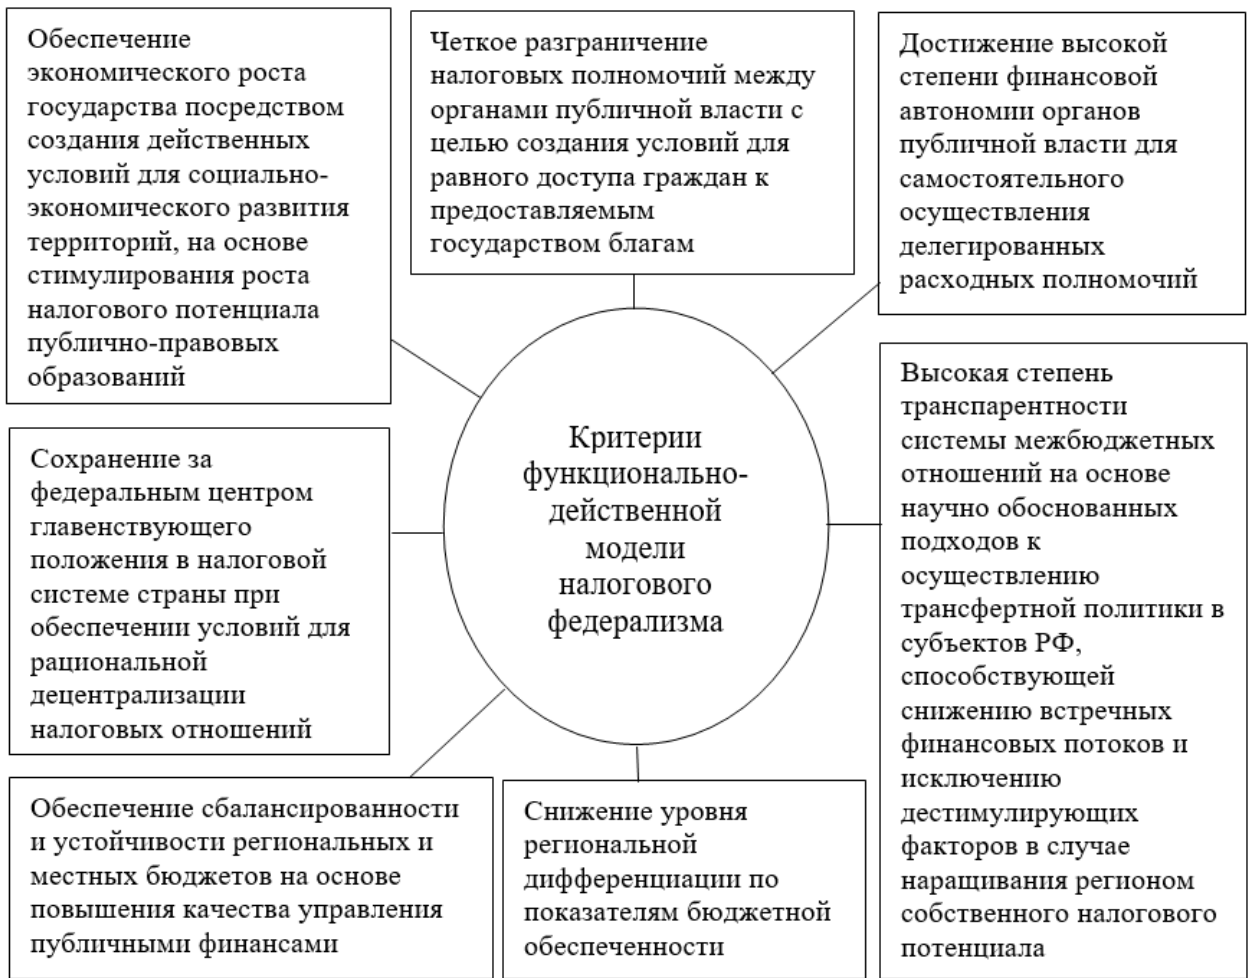 Обеспечение
экономического роста
государства посредством
создания действенных
условий для социально-
экономического развития
территорий, на основе
стимулирования роста
налогового потенциала
публично-правовых
образований
Четкое разграничение
налоговых полномочий между
органами публичной власти с
целью создания условий для
равного доступа граждан к
предоставляемым
государством благам
Достижение высокой
степени финансовой
автономии органов
публичной власти для
самостоятельного
осуществления
делегированных
расходных полномочий
Критерии
функционально-
действенной
модели
налогового
федерализма
Сохранение за
федеральным центром
главенствующего
положения в налоговой
системе страны при
обеспечении условий для
рациональной
децентрализации
налоговых отношений
Высокая степень
транспарентности
системы межбюджетных
отношений на основе
научно обоснованных
подходов к
осуществлению
трансфертной политики в
субъектов РФ,
способствующей
снижению встречных
финансовых потоков и
исключению
дестимулирующих
факторов в случае
наращивания регионом
собственного налогового
потенциала
Обеспечение сбалансированности
и устойчивости региональных и
местных бюджетов на основе
повышения качества управления
публичными финансами
Снижение уровня
региональной
дифференциации по
показателям бюджетной
обеспеченности